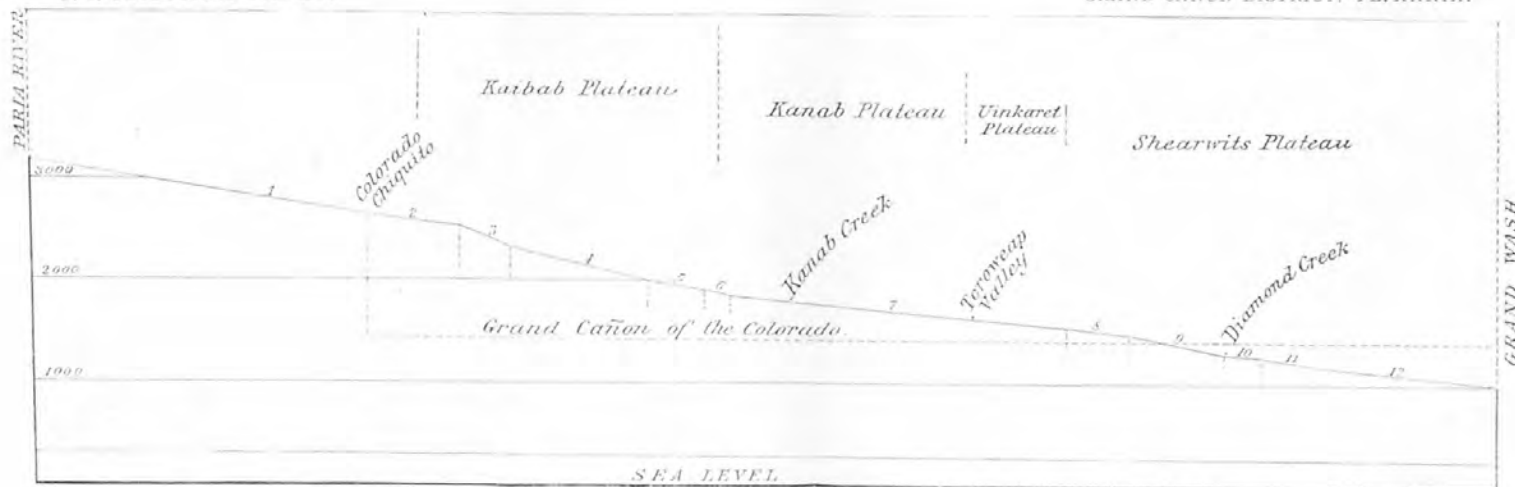 PARIA RIVER
Kaibab Plateau
Kanab Plateau
Uinkaret
Plateau
Shearwits Plateau
Colorado
Chiquito
Kanab Creek
Toroweap
Valley
Diamond Creek
GRAND WASH
3000
1
2
3
4
2000
5
6
7
8
9
10
11
12
Grand Cañon of the Colorado.
1000
SEA LEVEL